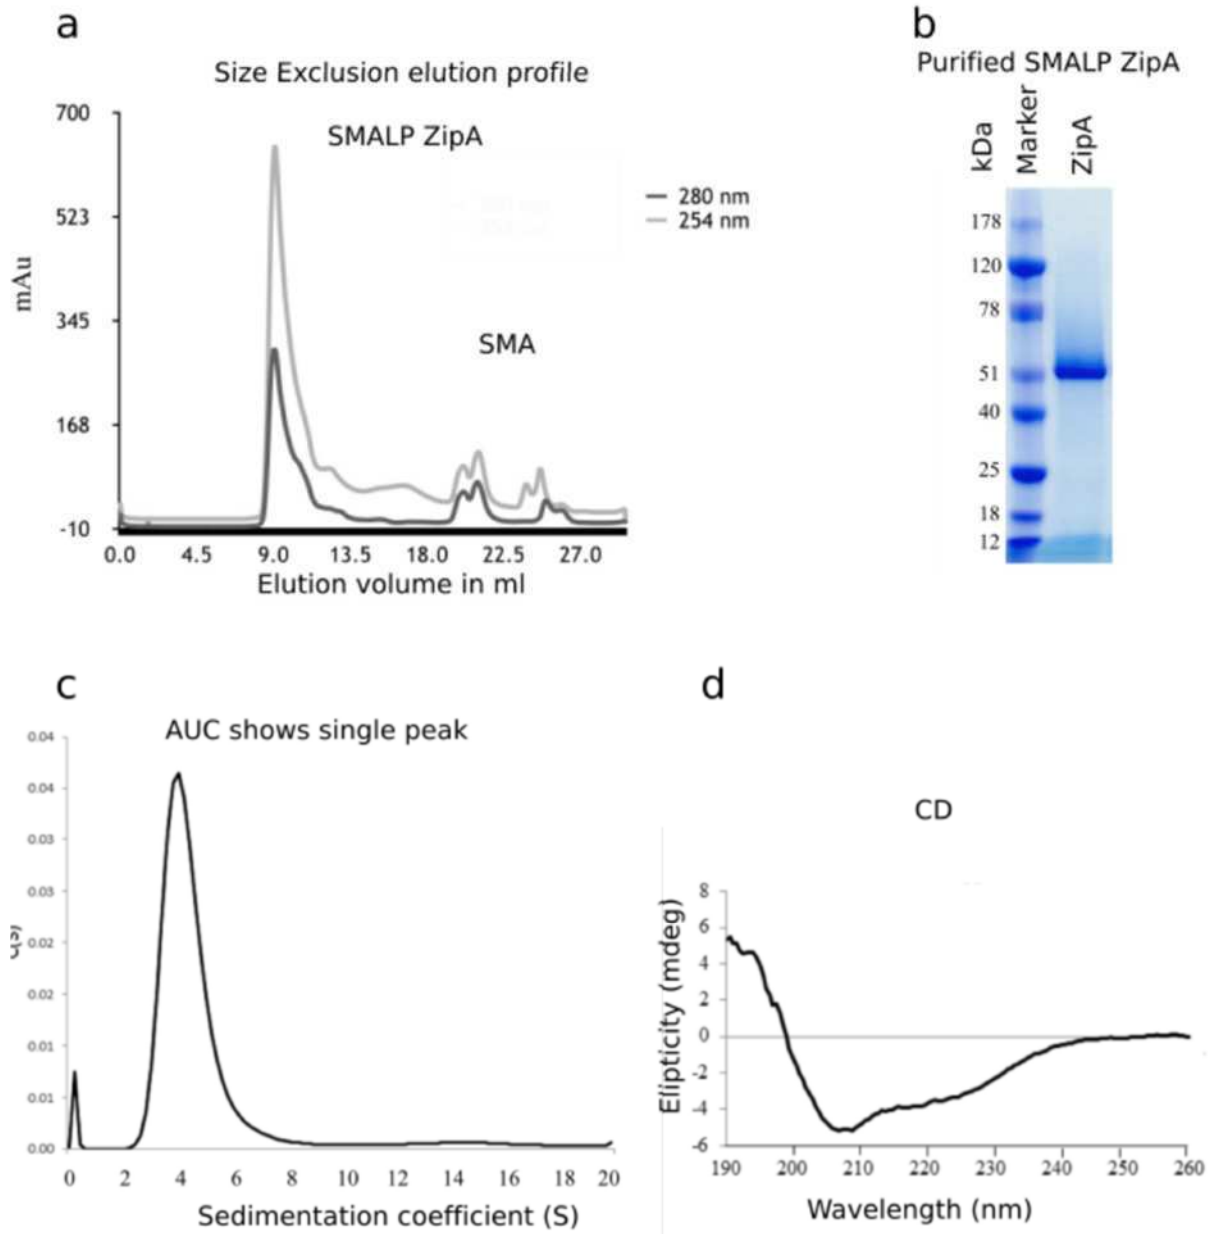 a
Size Exclusion elution profile
700
523
345
168
-10
mAu
SMALP ZipA
SMA
280 nm
254 nm
0.0 4.5 9.0 13.5 18.0 22.5 27.0
Elution volume in ml
b
Purified SMALP ZipA
kDa
Marker
ZipA
178
120
78
51
40
25
18
12
c
AUC shows single peak
0.04
0.04
0.03
0.03
0.02
0.02
0.01
0.01
0.00
0 2 4 6 8 10 12 14 16 18 20
Sedimentation coefficient (S)
d
CD
Elipticity (mdeg)
8
6
4
2
0
-2
-4
-6
190 200 210 220 230 240 250 260
Wavelength (nm)